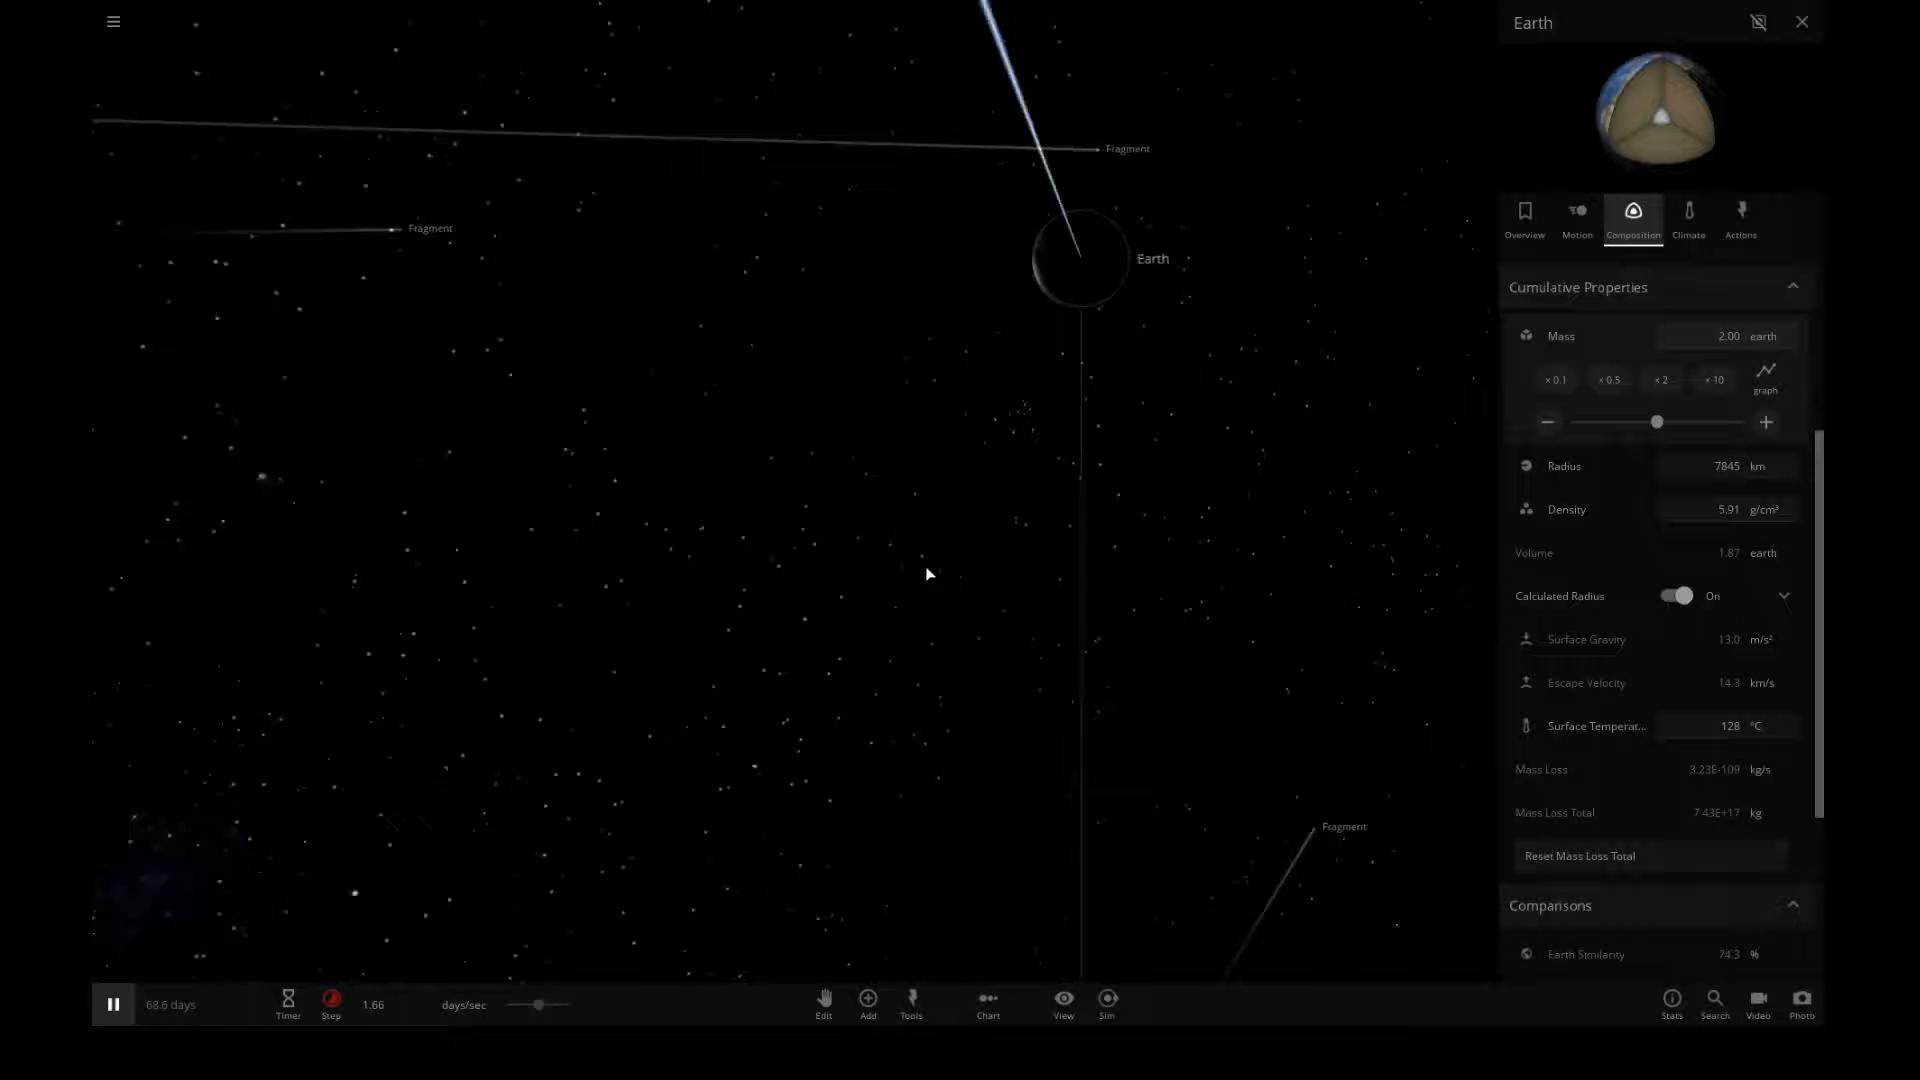 Earth
Fragment
Fragment
Earth
Fragment
Overview Motion Composition Climate Actions
Cumulative Properties
Mass 2.00 earth
× 0.1 × 0.5 × 2 × 10 graph
Radius 7845 km
Density 5.91 g/cm³
Volume 1.87 earth
Calculated Radius On
Surface Gravity 13.0 m/s²
Escape Velocity 14.3 km/s
Surface Temperat... 128 °C
Mass Loss 3.23E-109 kg/s
Mass Loss Total 7.43E+17 kg
Reset Mass Loss Total
Comparisons
Earth Similarity 74.3 %
68.6 days Timer Step 1.66 days/sec Edit Add Tools Chart View Sim Stats Search Video Photo